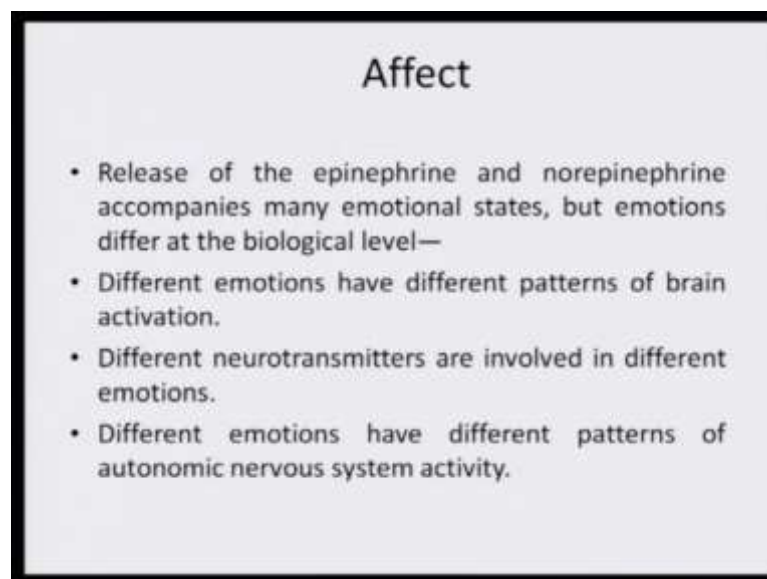 Affect
• Release of the epinephrine and norepinephrine
accompanies many emotional states, but emotions
differ at the biological level—
• Different emotions have different patterns of brain
activation.
• Different neurotransmitters are involved in different
emotions.
• Different emotions have different patterns of
autonomic nervous system activity.